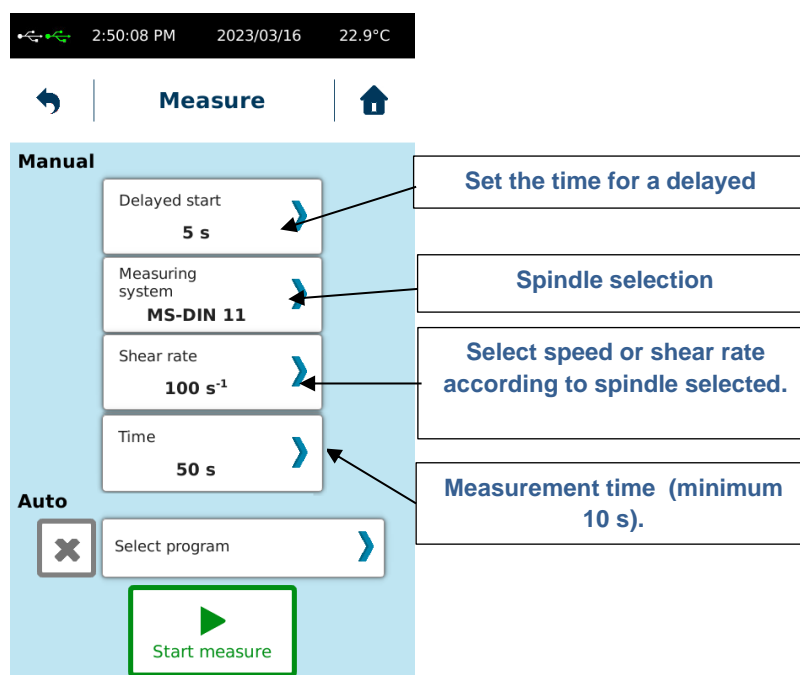 2:50:08 PM 2023/03/16 22.9°C
Measure
Manual
Delayed start
5 s
Set the time for a delayed
Measuring
system
MS-DIN 11
Spindle selection
Shear rate
100 s⁻¹
Select speed or shear rate
according to spindle selected.
Time
50 s
Measurement time (minimum
10 s).
Auto
Select program
Start measure